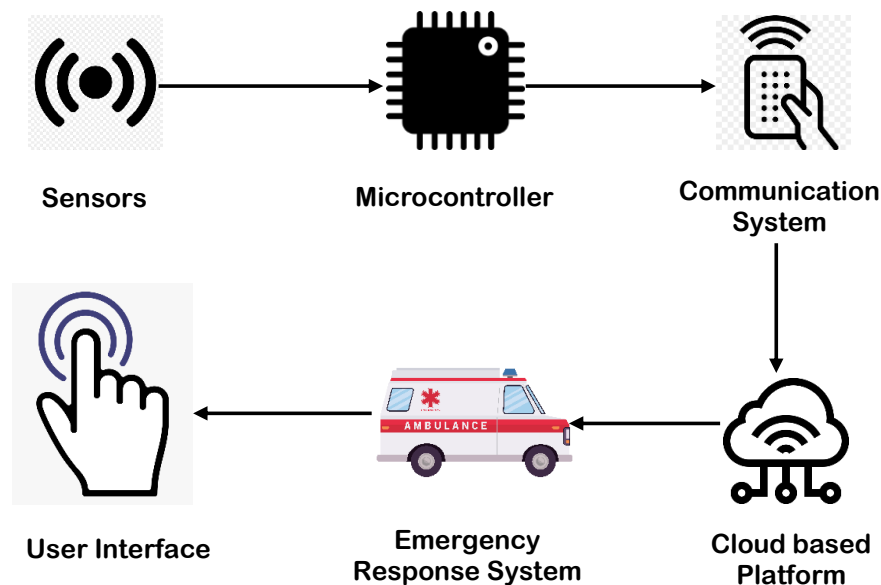 Sensors
Microcontroller
Communication
System
AMBULANCE
User Interface
Emergency
Response System
Cloud based
Platform